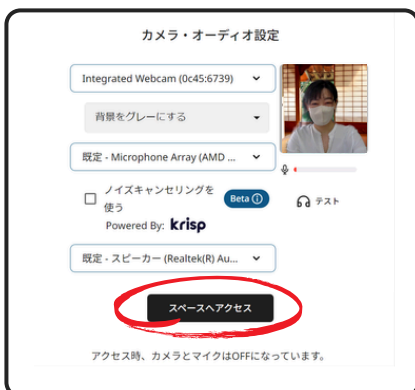 カメラ・オーディオ設定
Integrated Webcam (0c45:6739)
背景をグレーにする
既定 - Microphone Array (AMD ...
ノイズキャンセリングを
使う
Beta
Powered By: krisp
テスト
既定 - スピーカー (Realtek(R) Au...
スペースへアクセス
アクセス時、カメラとマイクはOFFになっています。